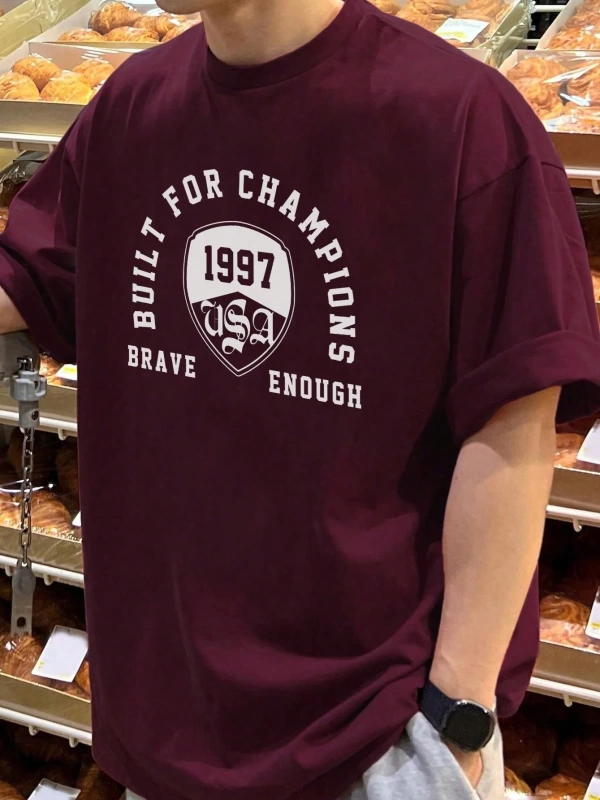 BUILT FOR CHAMPIONS
1997
USA
BRAVE
ENOUGH